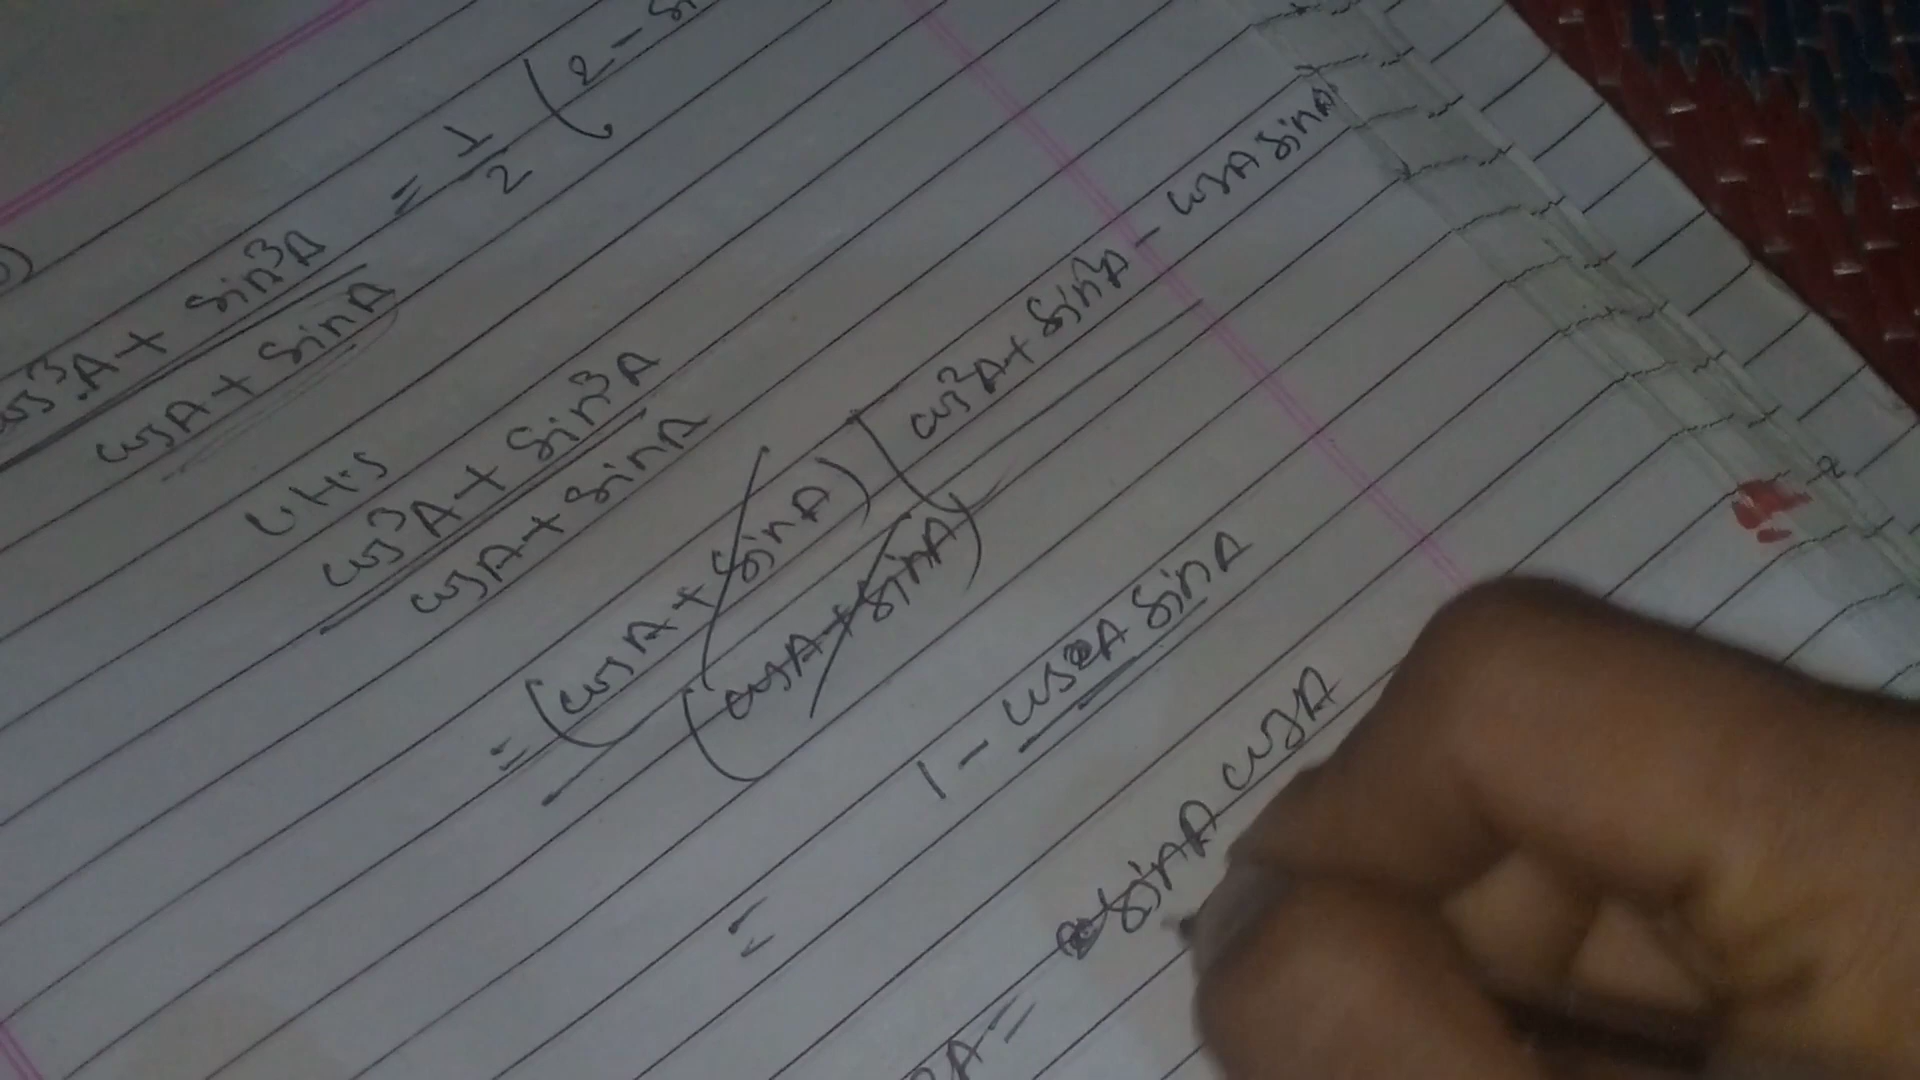 cos³A + sin³A / cosA + sinA = 1/2 (2 - si
L.H.S
cos³A + sin³A / cosA + sinA
= (cosA + sinA) (cos²A + sin²A - cosA sinA / (cosA + sinA)
= 1 - cosA sinA
A = sinA cosA